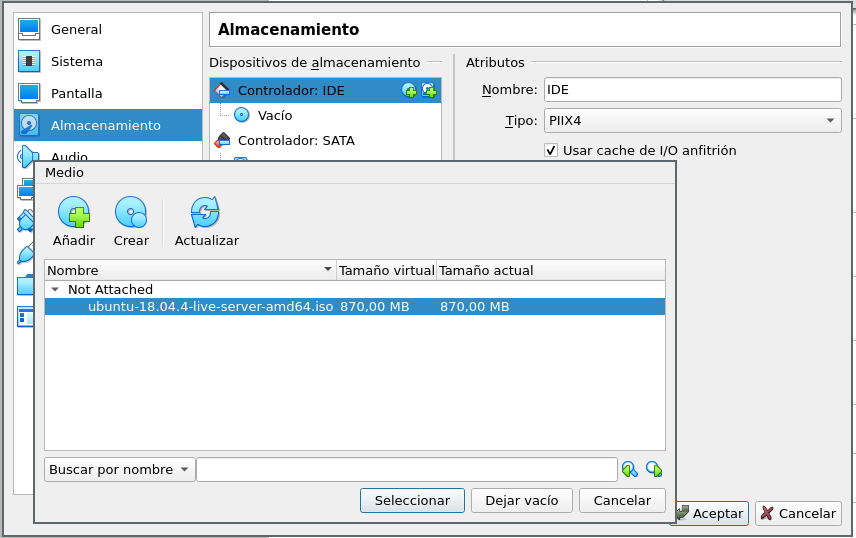 General
Sistema
Pantalla
Almacenamiento
Audio
Almacenamiento
Dispositivos de almacenamiento
Controlador: IDE
Vacío
Controlador: SATA
Atributos
Nombre: IDE
Tipo: PIIX4
Usar cache de I/O anfitrión
Medio
Añadir Crear Actualizar
Nombre Tamaño virtual Tamaño actual
Not Attached
ubuntu-18.04.4-live-server-amd64.iso 870,00 MB 870,00 MB
Buscar por nombre
Seleccionar Dejar vacío Cancelar
Aceptar Cancelar